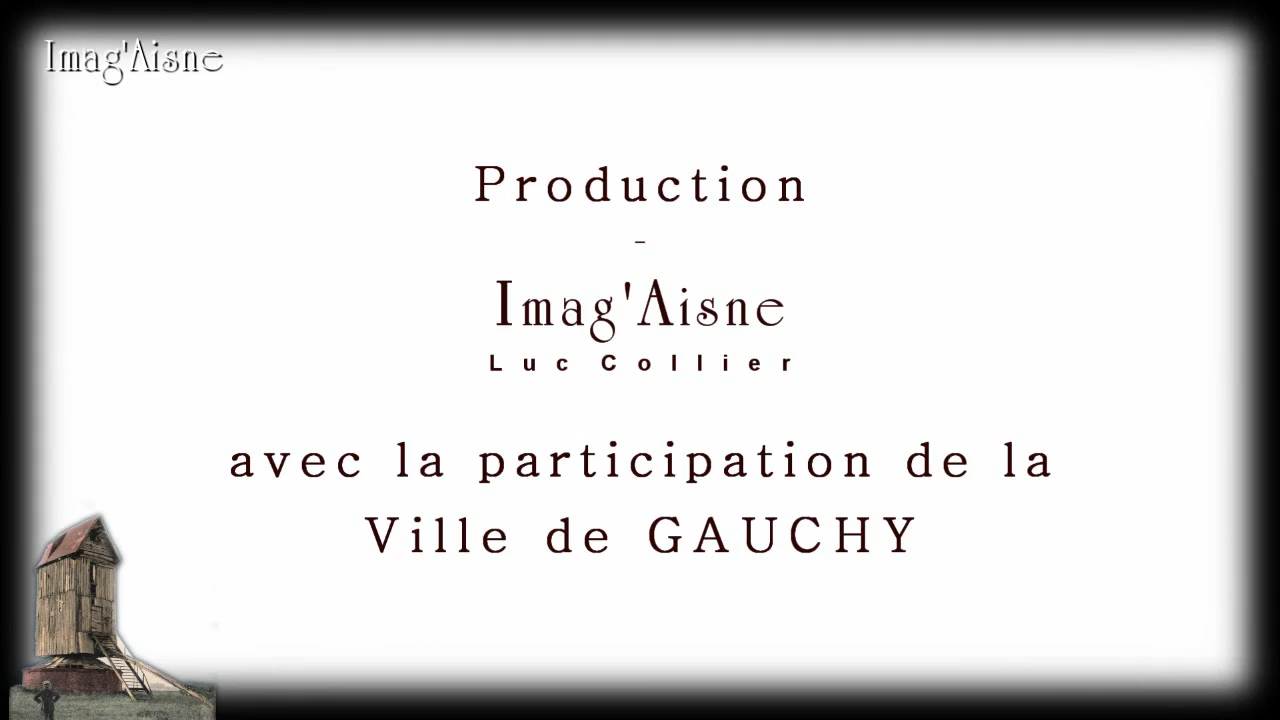 Imag'Aisne
Production
-
Imag'Aisne
Luc Collier
avec la participation de la
Ville de GAUCHY